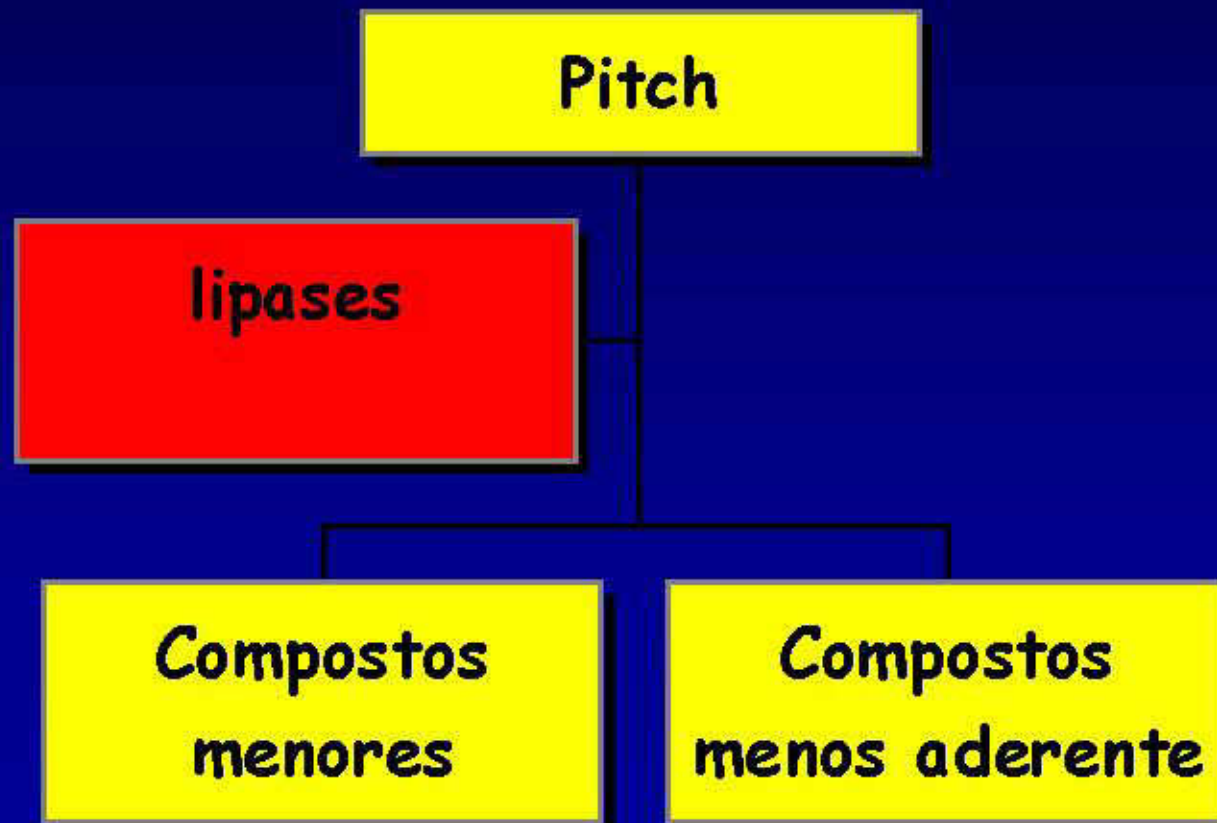 Pitch
lipases
Compostos
menores
Compostos
menos aderente